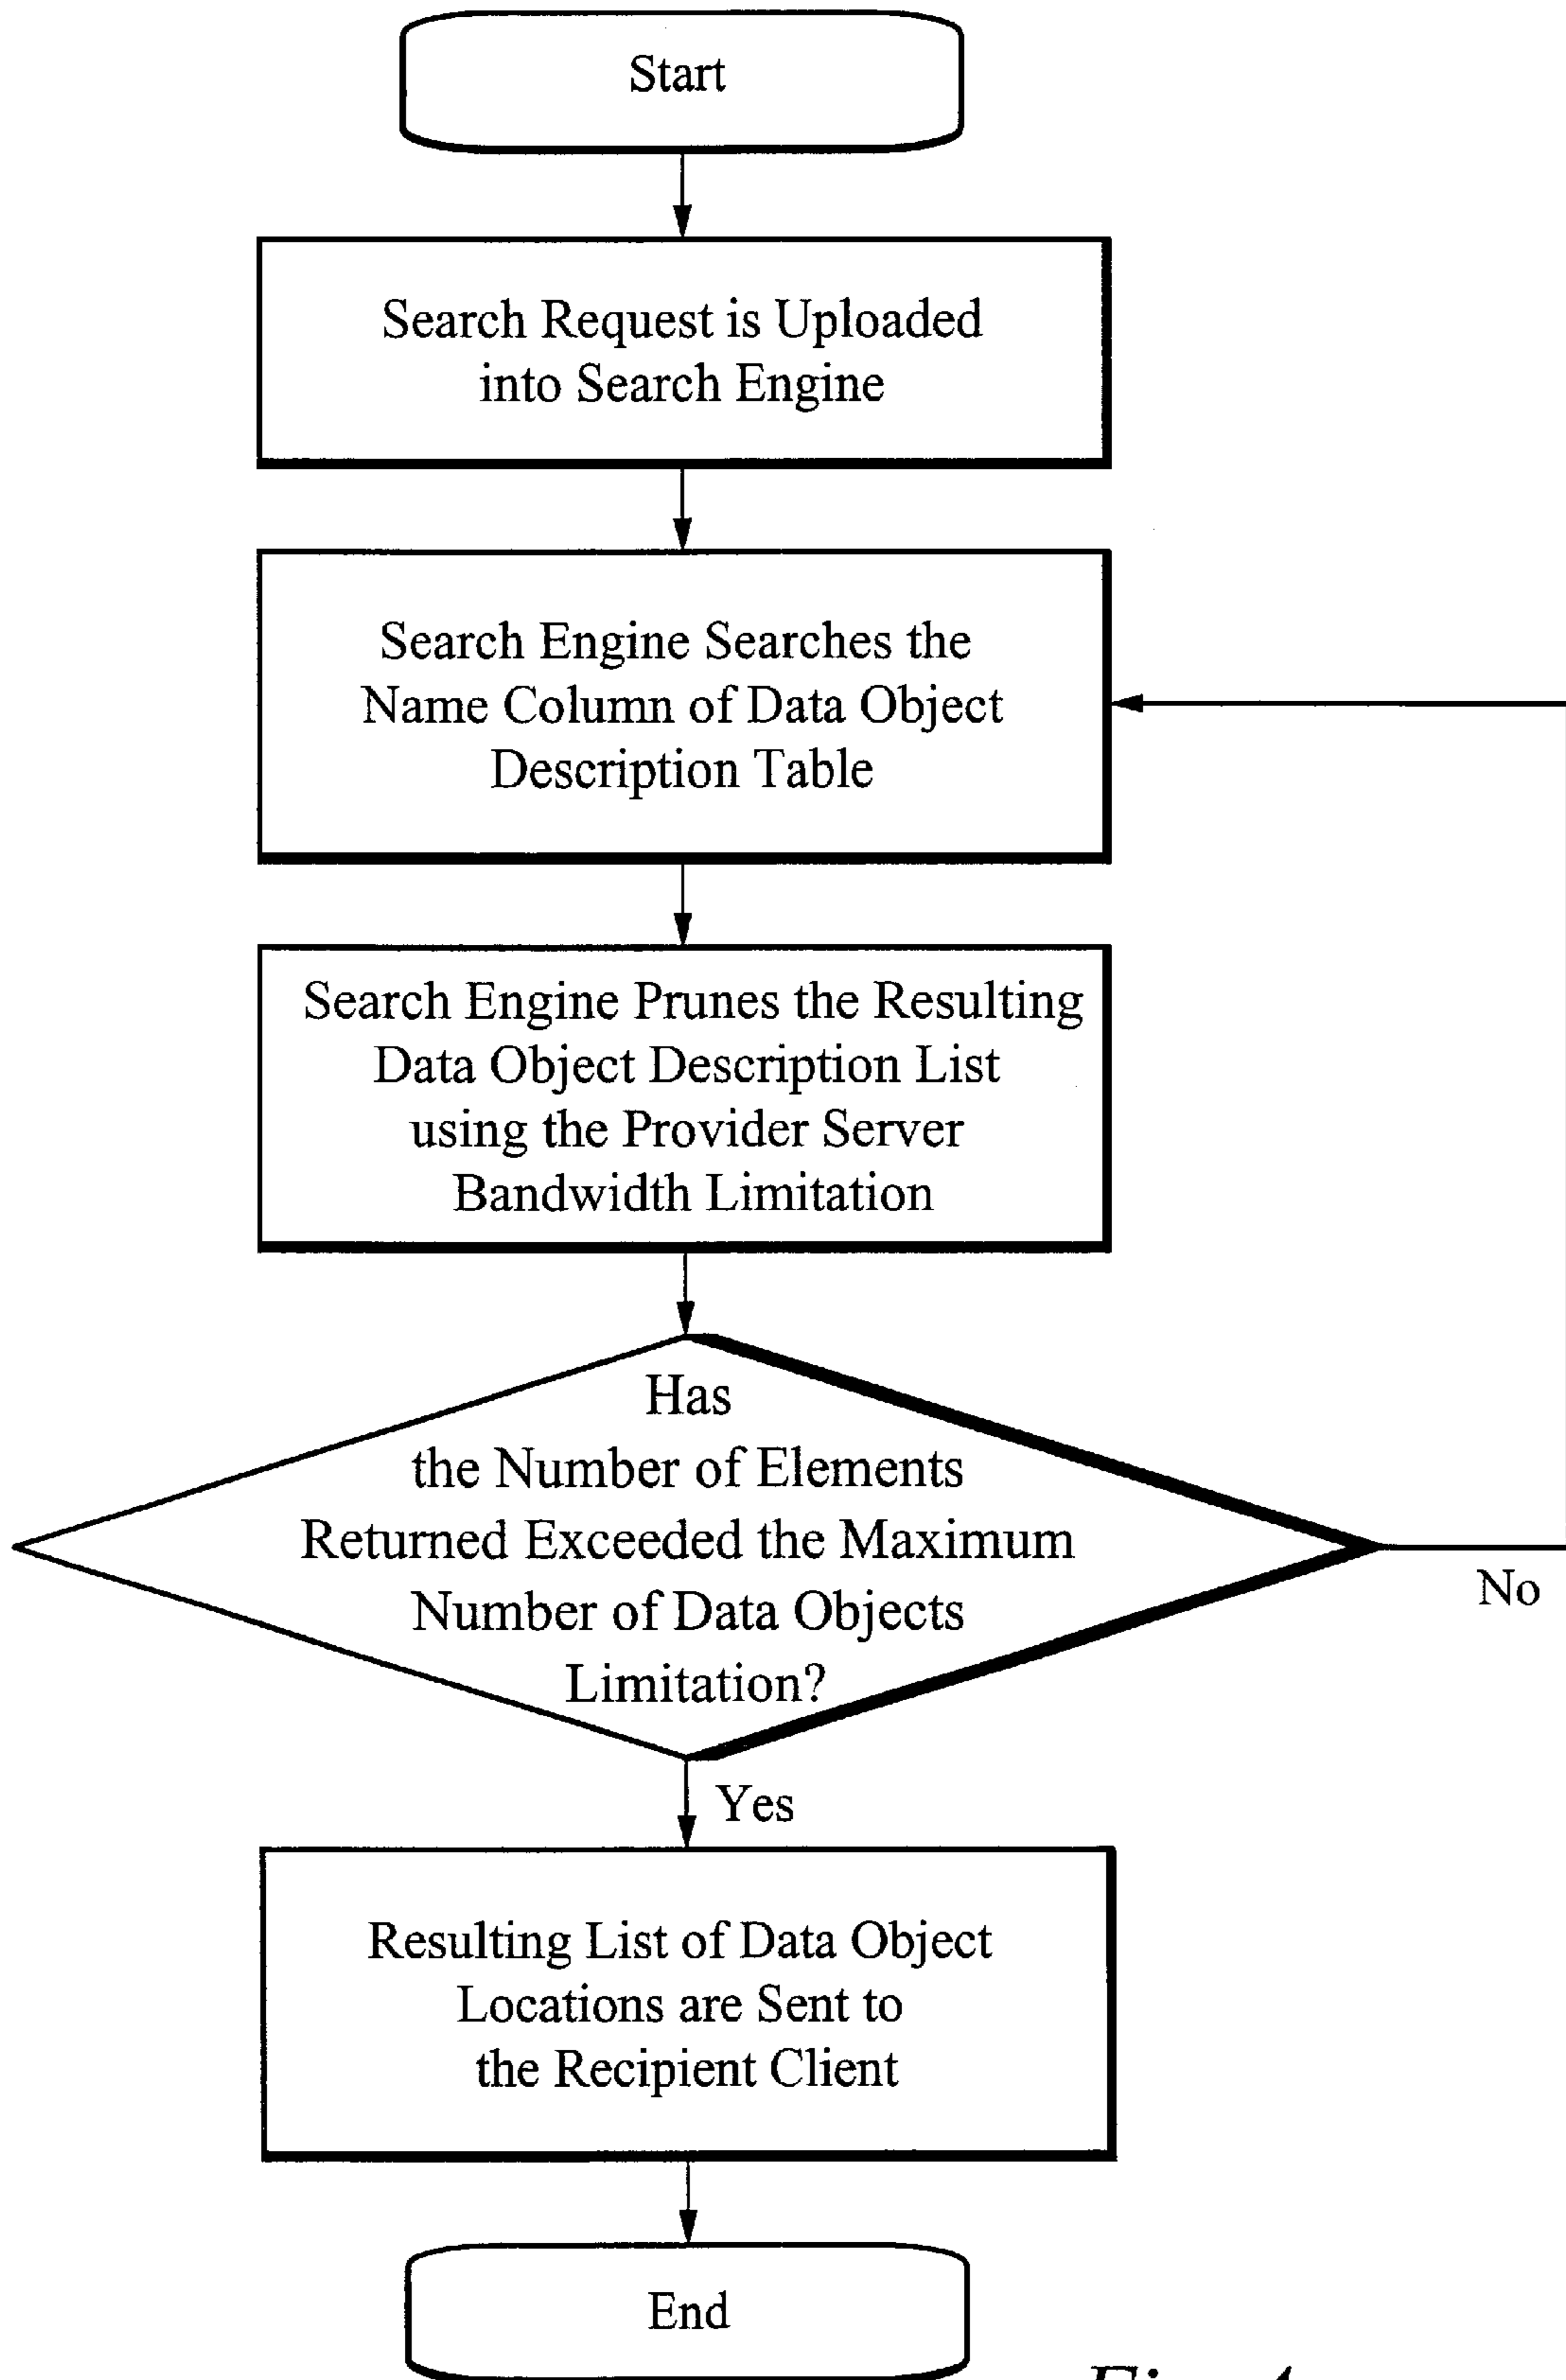 Start
Search Request is Uploaded
into Search Engine
Search Engine Searches the
Name Column of Data Object
Description Table
Search Engine Prunes the Resulting
Data Object Description List
using the Provider Server
Bandwidth Limitation
Has
the Number of Elements
Returned Exceeded the Maximum
Number of Data Objects
Limitation?
No
Yes
Resulting List of Data Object
Locations are Sent to
the Recipient Client
End